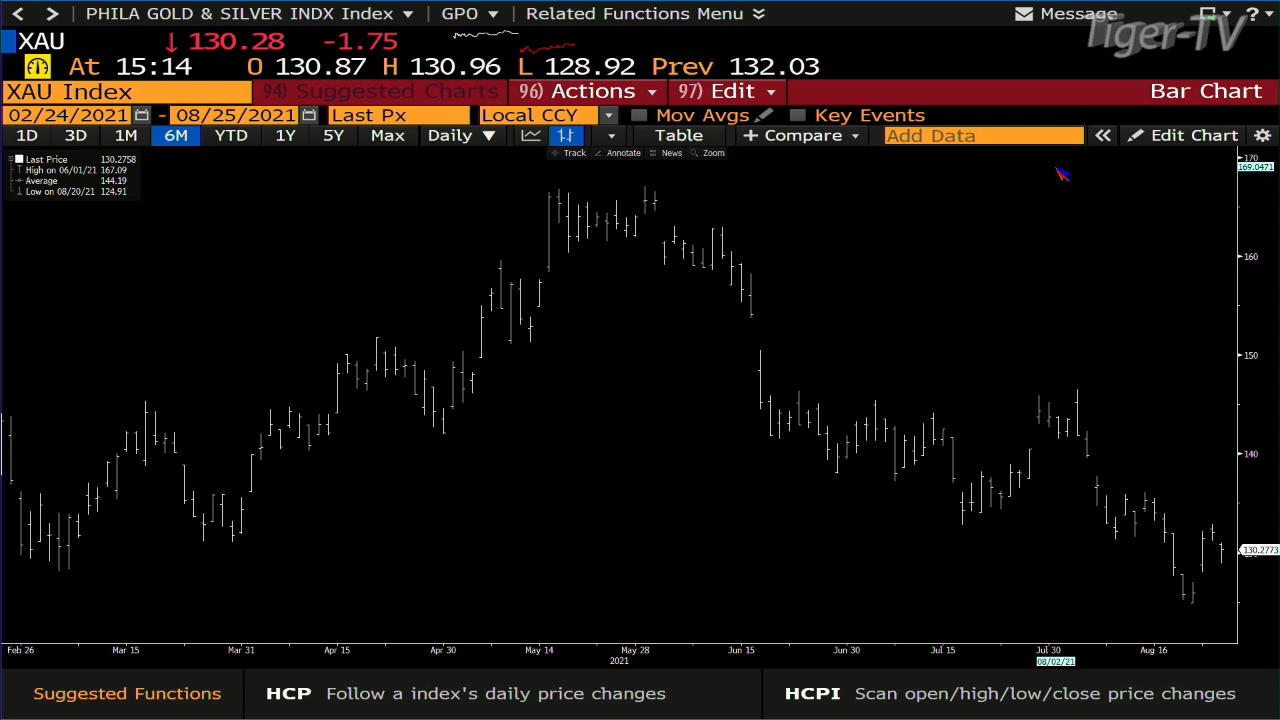 PHILA GOLD & SILVER INDX Index GPO Related Functions Menu Message ?
Tiger-TV
XAU 130.28 -1.75
At 15:14 O 130.87 H 130.96 L 128.92 Prev 132.03
XAU Index 94) Suggested Charts 96) Actions 97) Edit Bar Chart
02/24/2021 - 08/25/2021 Last Px Local CCY Mov Avgs Key Events
1D 3D 1M 6M YTD 1Y 5Y Max Daily Table + Compare Add Data Edit Chart
Track Annotate News Zoom
Last Price 130.2758
High on 06/01/21 167.09
Average 144.19
Low on 08/20/21 124.91
170
169.0471
160
150
140
130.2773
Feb 26 Mar 15 Mar 31 Apr 15 Apr 30 May 14 May 28 Jun 15 Jun 30 Jul 15 Jul 30 Aug 16
2021 08/02/21
Suggested Functions HCP Follow a index's daily price changes HCPI Scan open/high/low/close price changes